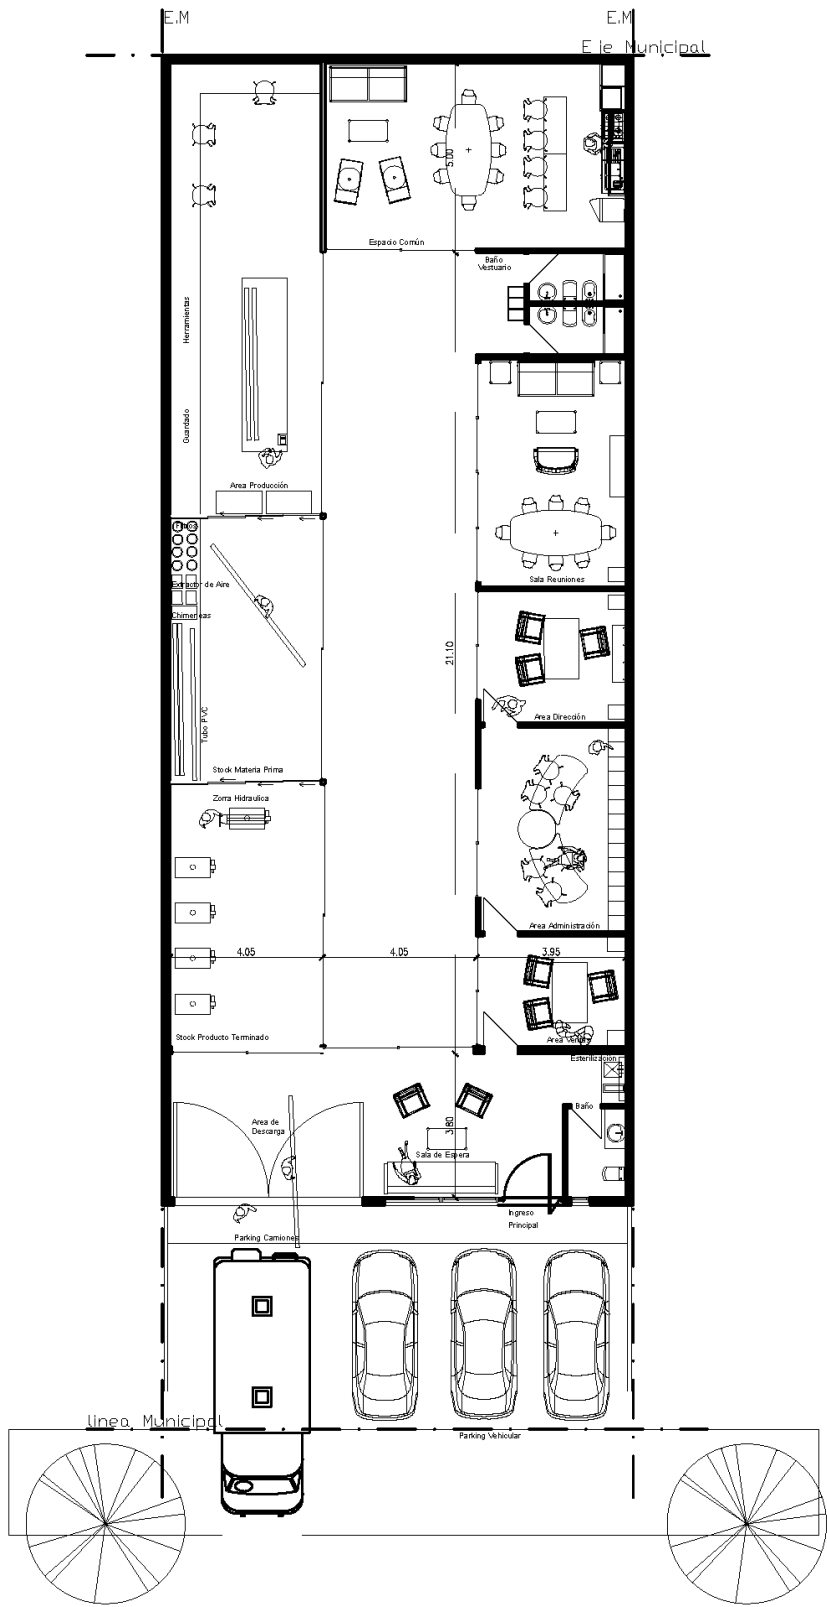 E.M
E.M
Eje Municipal
5.00
Espacio Común
Baño
Vestuario
Herramientas
Guardado
Area Producción
Filtros
Extractor de Aire
Chimeneas
Sala Reuniones
21.10
Tubo PVC
Area Dirección
Stock Materia Prima
Zorra Hidraulica
Area Administración
4.05
4.05
3.95
Stock Producto Terminado
Area Ventas
Esterilización
Baño
Area de
Descarga
3.80
Sala de Espera
Ingreso
Principal
Parking Camiones
linea Municipal
Parking Vehicular